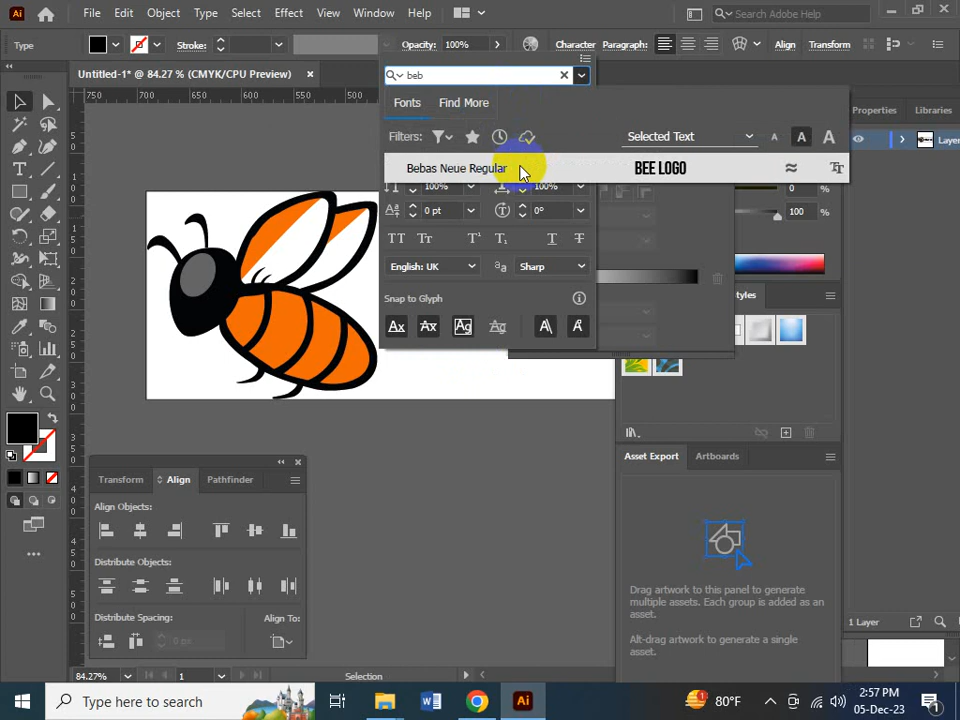 File Edit Object Type Select Effect View Window Help
Search Adobe Help
Type Stroke: Opacity: 100% Character Paragraph: Align Transform
Untitled-1* @ 84.27 % (CMYK/CPU Preview)
750 700 650 600 550 500
beb
Fonts Find More
Properties Libraries
Filters: Selected Text A A A
Layer
Bebas Neue Regular BEE LOGO
100% 100% 0
0 pt 0° 100
English: UK Sharp
Snap to Glyph
Styles
Asset Export Artboards
Transform Align Pathfinder
Align Objects:
Distribute Objects:
Drag artwork to this panel to generate
multiple assets. Each group is added as an
asset.
Distribute Spacing: Align To:
1 Layer
0 pt
Alt-drag artwork to generate a single
asset.
84.27% 1 Selection
Type here to search
80°F
2:57 PM
05-Dec-23